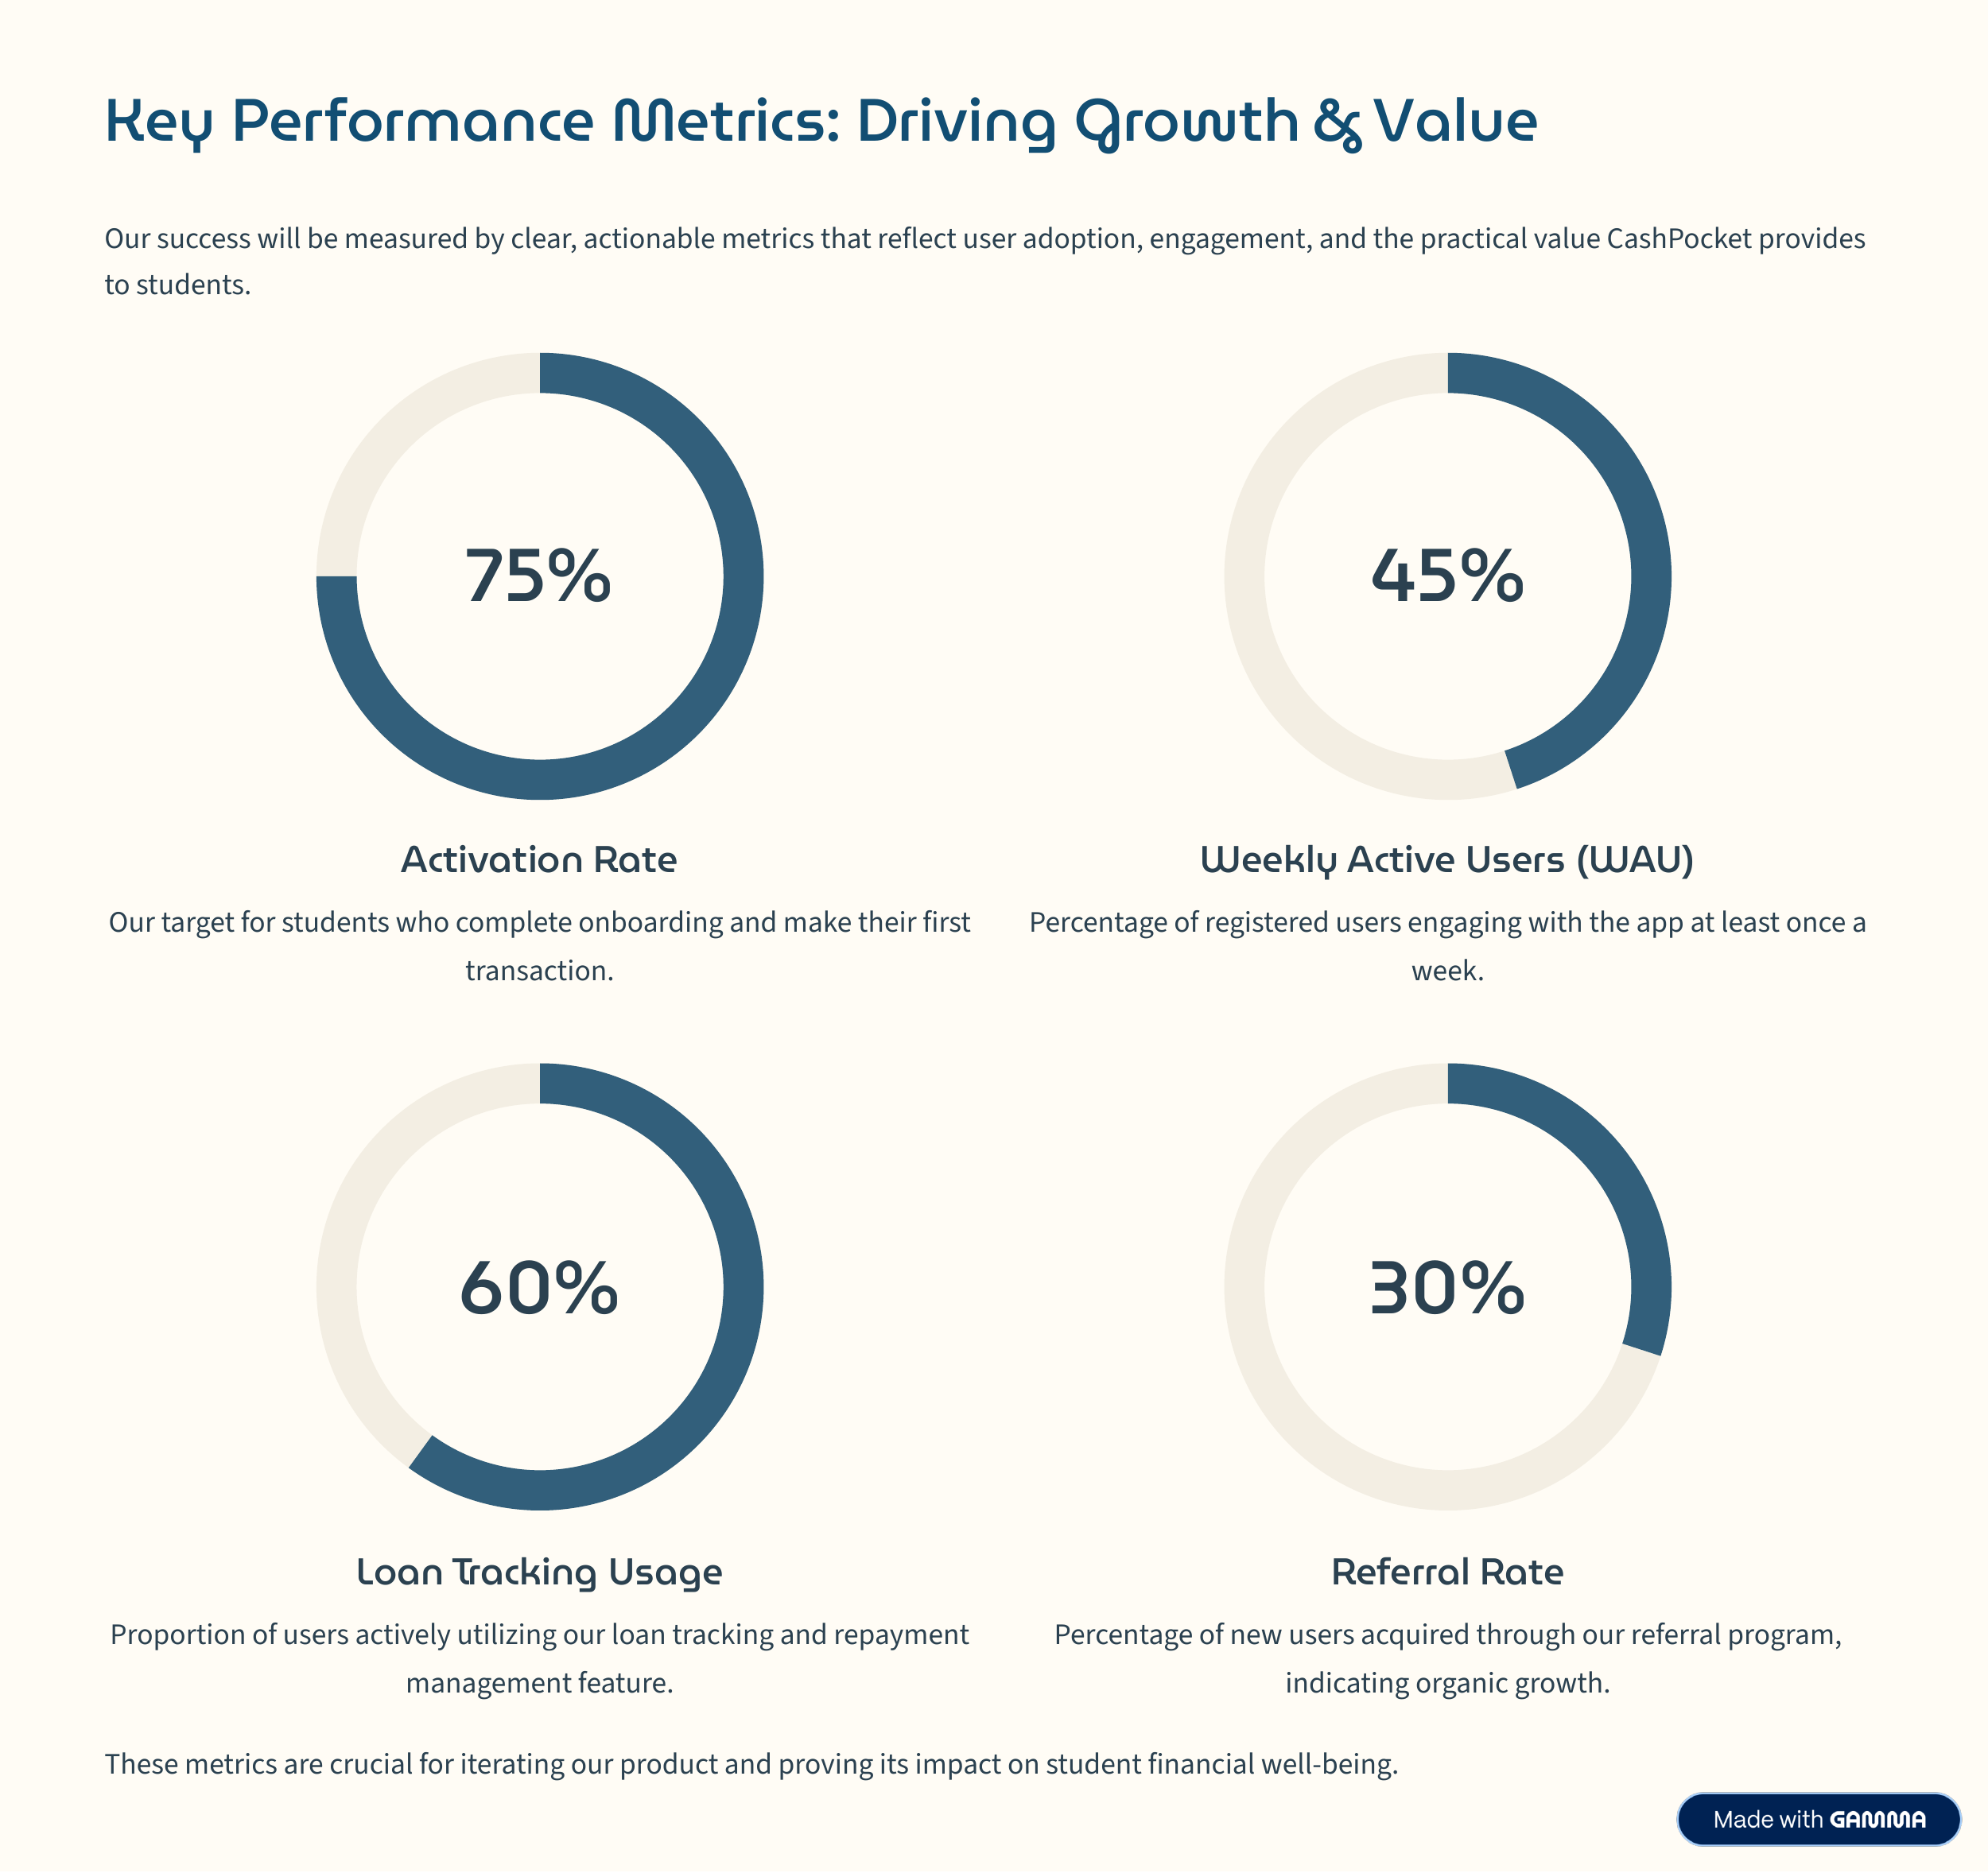 Key Performance Metrics: Driving Growth & Value
Our success will be measured by clear, actionable metrics that reflect user adoption, engagement, and the practical value CashPocket provides
to students.
75%
45%
Activation Rate
Weekly Active Users (WAU)
Our target for students who complete onboarding and make their first
transaction.
Percentage of registered users engaging with the app at least once a
week.
60%
30%
Loan Tracking Usage
Referral Rate
Proportion of users actively utilizing our loan tracking and repayment
management feature.
Percentage of new users acquired through our referral program,
indicating organic growth.
These metrics are crucial for iterating our product and proving its impact on student financial well-being.
Made with GAMMA